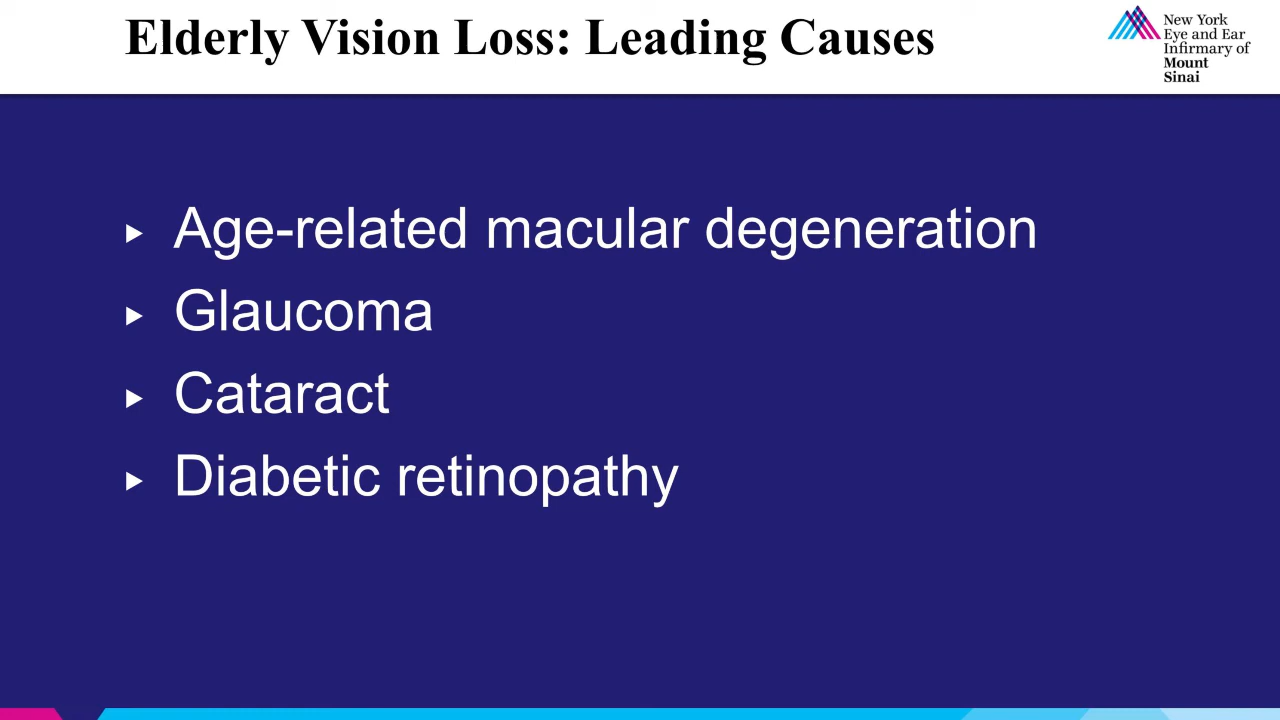 Elderly Vision Loss: Leading Causes
New York
Eye and Ear
Infirmary of
Mount
Sinai
Age-related macular degeneration
Glaucoma
Cataract
Diabetic retinopathy